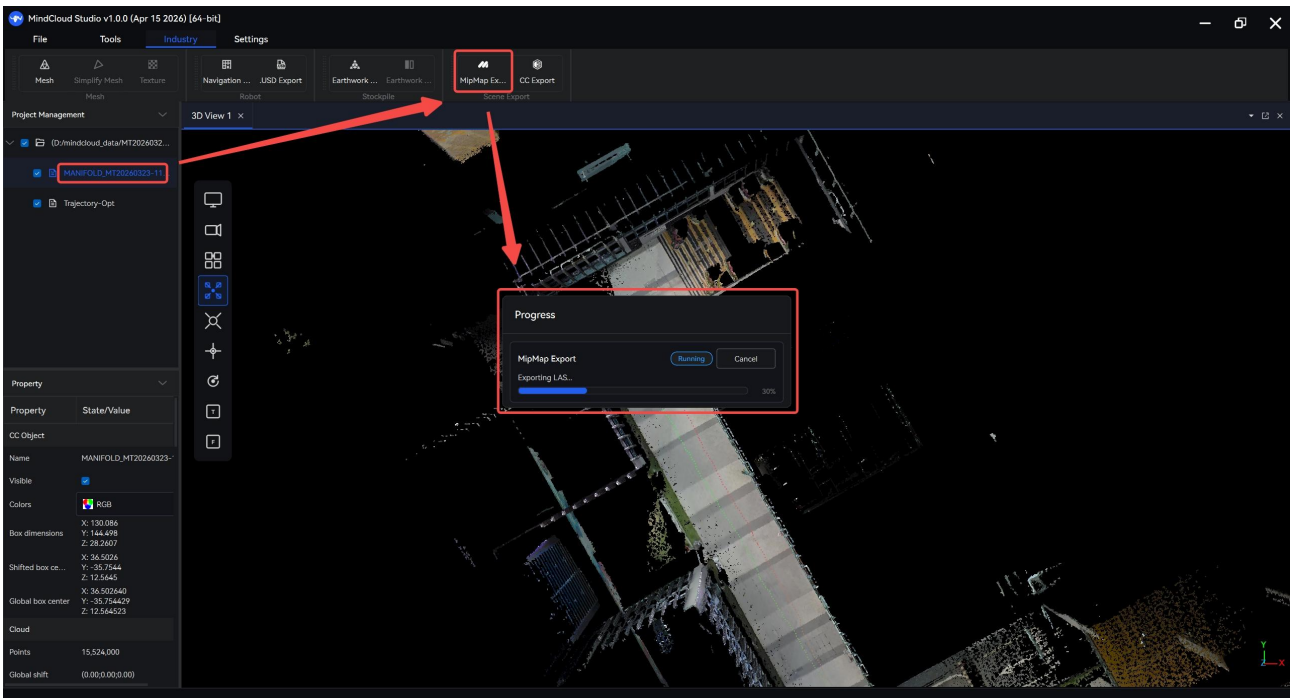 MindCloud Studio v1.0.0 (Apr 15 2026) [64-bit]
File Tools Industry Settings
Mesh Simplify Mesh Texture Navigation ... .USD Export Earthwork ... Earthwork ... MipMap Ex... CC Export
Mesh Robot Stockpile Scene Export
Project Management
3D View 1
(D:/mindcloud_data/MT2026032...
MANIFOLD_MT20260323-11...
Trajectory-Opt
T
F
Progress
MipMap Export Running Cancel
Exporting LAS...
30%
Property
Property State/Value
CC Object
Name MANIFOLD_MT20260323-
Visible
Colors RGB
Box dimensions
X: 130.086
Y: 144.498
Z: 28.2607
Shifted box ce...
X: 36.5026
Y: -35.7544
Z: 12.5645
Global box center
X: 36.502640
Y: -35.754429
Z: 12.564523
Cloud
Points 15,524,000
Global shift (0.00;0.00;0.00)
Y
Z X